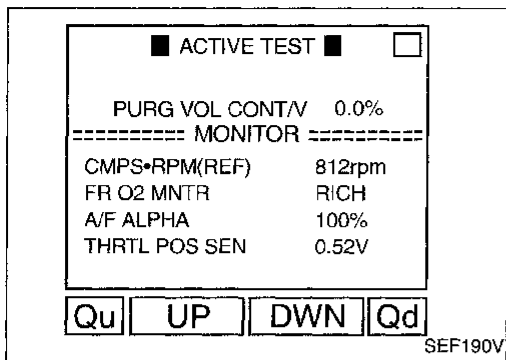 ■ ACTIVE TEST ■ □
PURG VOL CONT/V 0.0%
========= MONITOR ========
CMPS•RPM(REF) 812rpm
FR O2 MNTR RICH
A/F ALPHA 100%
THRTL POS SEN 0.52V
Qu UP DWN Qd
SEF190V